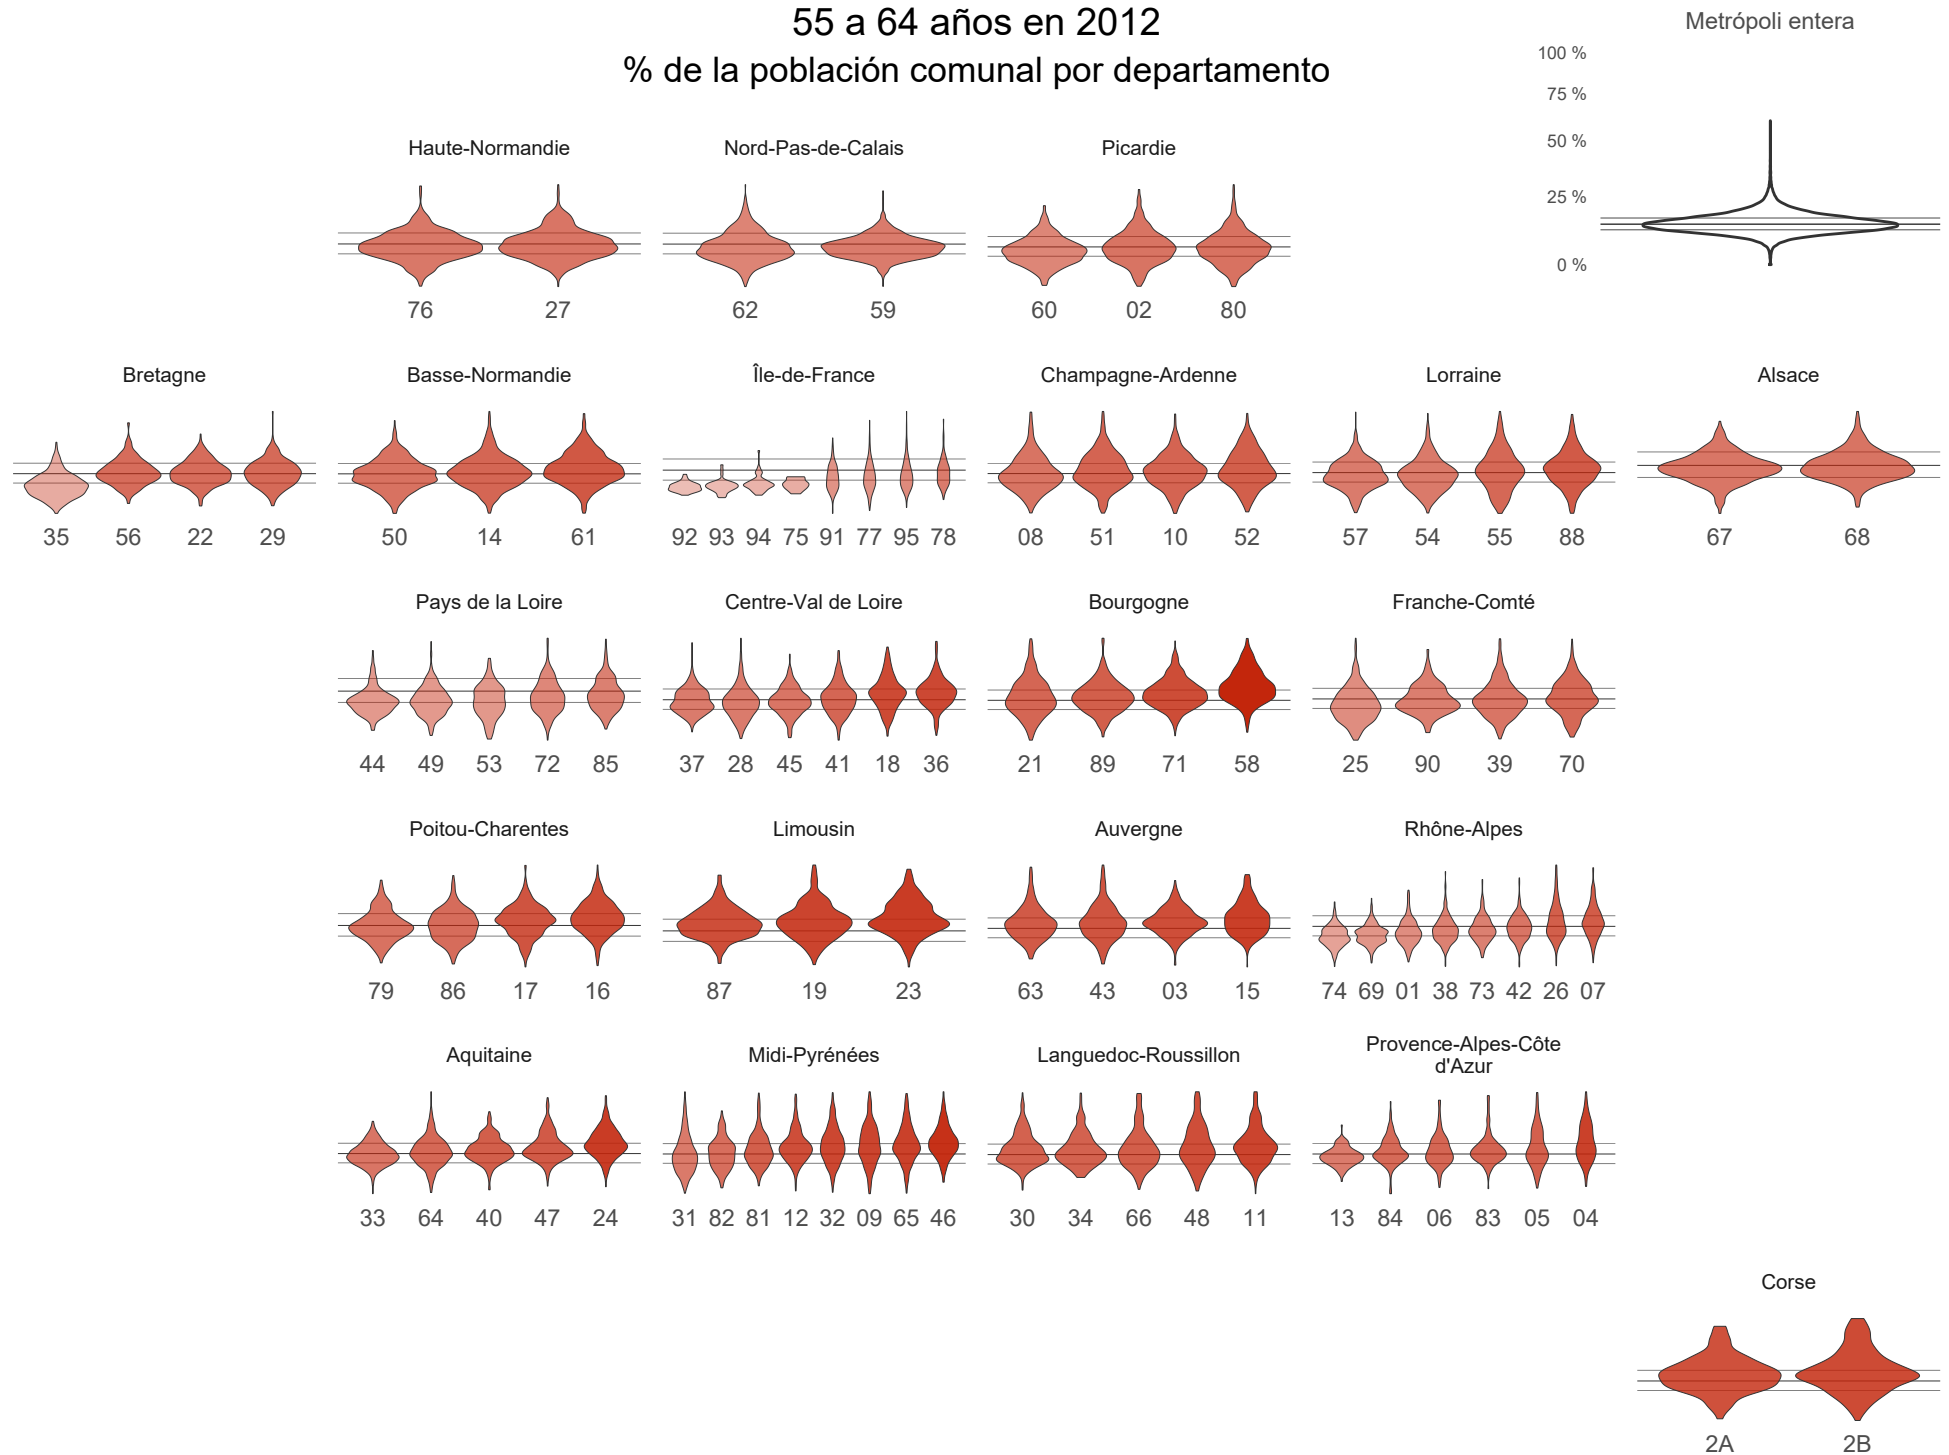 55 a 64 años en 2012
% de la población comunal por departamento
Metrópoli entera
100 %
75 %
50 %
25 %
0 %
Haute-Normandie
76 27
Nord-Pas-de-Calais
62 59
Picardie
60 02 80
Bretagne
35 56 22 29
Basse-Normandie
50 14 61
Île-de-France
92 93 94 75 91 77 95 78
Champagne-Ardenne
08 51 10 52
Lorraine
57 54 55 88
Alsace
67 68
Pays de la Loire
44 49 53 72 85
Centre-Val de Loire
37 28 45 41 18 36
Bourgogne
21 89 71 58
Franche-Comté
25 90 39 70
Poitou-Charentes
79 86 17 16
Limousin
87 19 23
Auvergne
63 43 03 15
Rhône-Alpes
74 69 01 38 73 42 26 07
Aquitaine
33 64 40 47 24
Midi-Pyrénées
31 82 81 12 32 09 65 46
Languedoc-Roussillon
30 34 66 48 11
Provence-Alpes-Côte
d'Azur
13 84 06 83 05 04
Corse
2A 2B